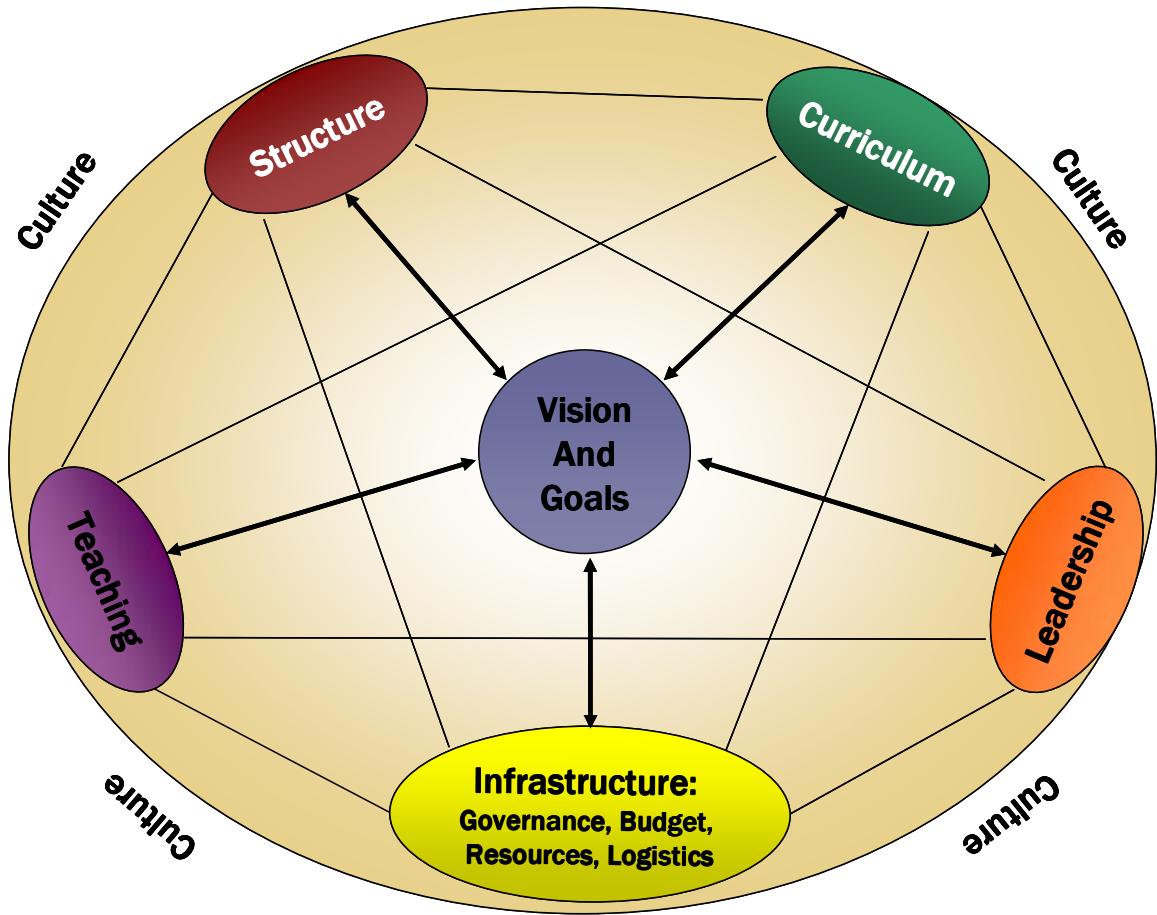 Structure
Curriculum
Culture
Culture
Vision
And
Goals
Teaching
Leadership
Infrastructure:
Governance, Budget,
Resources, Logistics
Culture
Culture